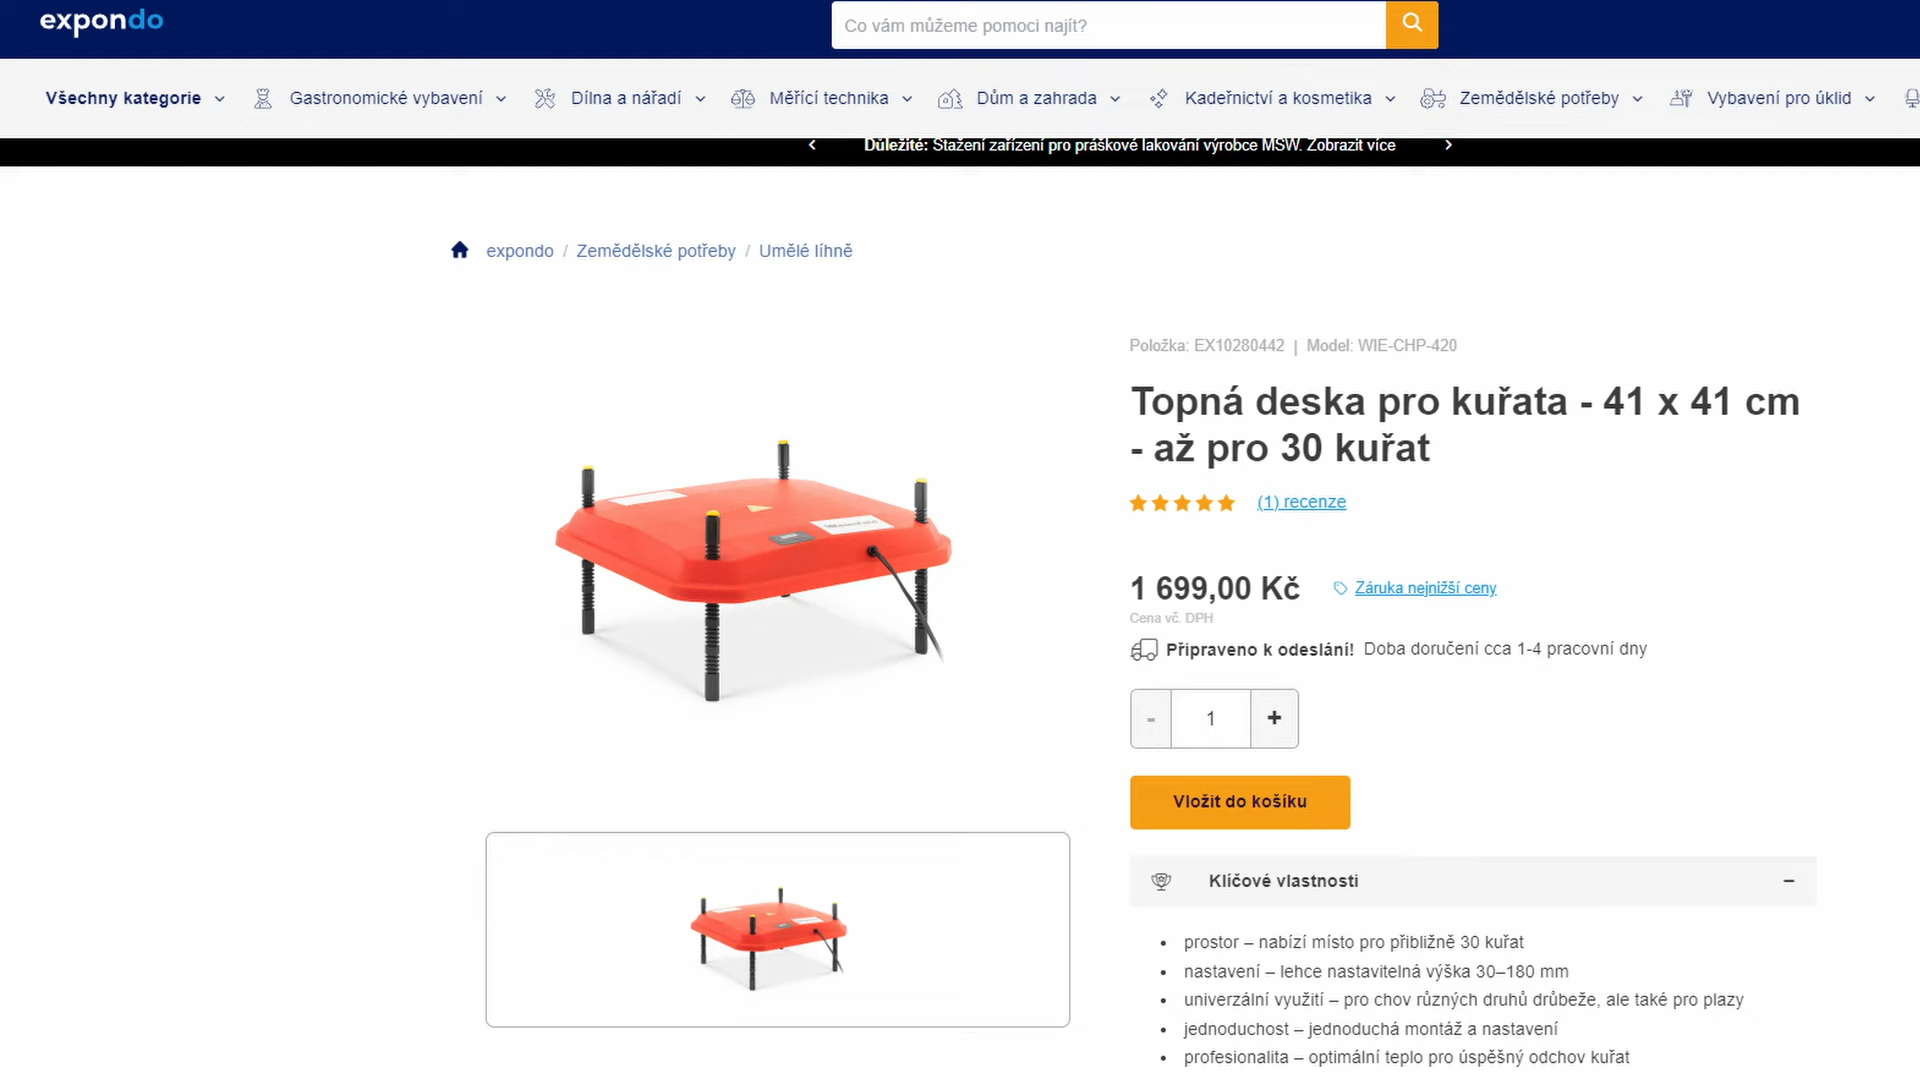 expondo
Co vám můžeme pomoci najít?
Všechny kategorie
Gastronomické vybavení
Dílna a nářadí
Měřící technika
Dům a zahrada
Kadeřnictví a kosmetika
Zemědělské potřeby
Vybavení pro úklid
Důležité: Stažení zařízení pro práškové lakování výrobce MSW. Zobrazit více
expondo / Zemědělské potřeby / Umělé líhně
Položka: EX10280442 | Model: WIE-CHP-420
Topná deska pro kuřata - 41 x 41 cm
- až pro 30 kuřat
(1) recenze
1 699,00 Kč
Záruka nejnižší ceny
Cena vč. DPH
Připraveno k odeslání! Doba doručení cca 1-4 pracovní dny
- 1 +
Vložit do košíku
Klíčové vlastnosti
prostor – nabízí místo pro přibližně 30 kuřat
nastavení – lehce nastavitelná výška 30–180 mm
univerzální využití – pro chov různých druhů drůbeže, ale také pro plazy
jednoduchost – jednoduchá montáž a nastavení
profesionalita – optimální teplo pro úspěšný odchov kuřat